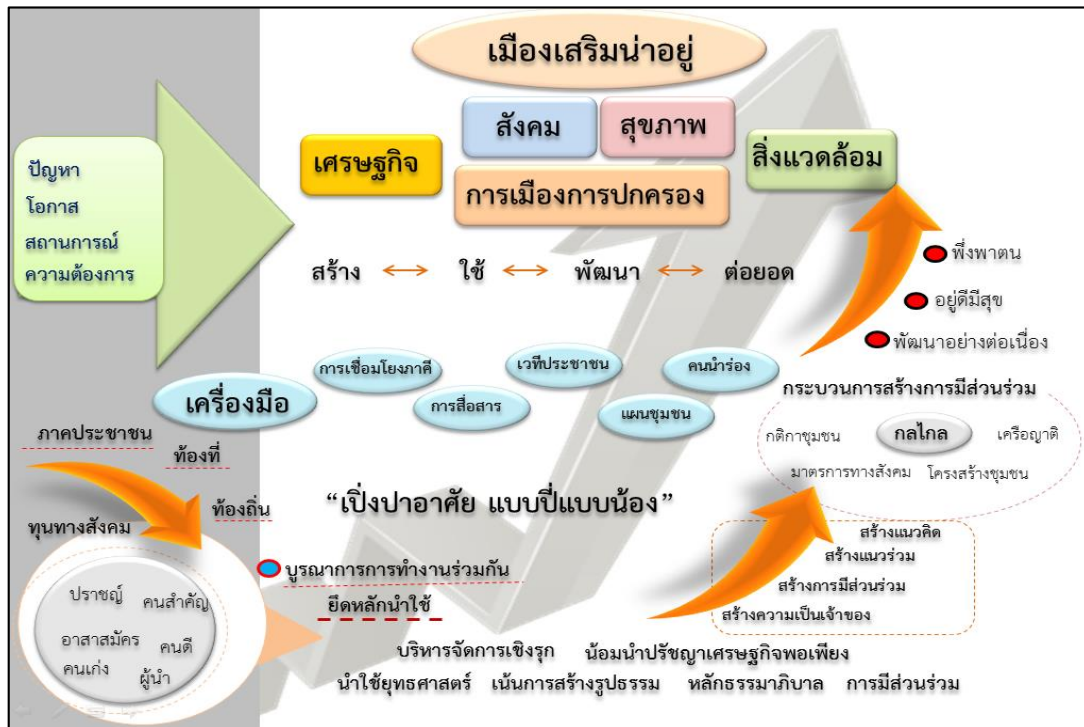 เมืองเสริมน่าอยู่
สังคม
สุขภาพ
เศรษฐกิจ
สิ่งแวดล้อม
การเมืองการปกครอง
ปัญหา
โอกาส
สถานการณ์
ความต้องการ
สร้าง
ใช้
พัฒนา
ต่อยอด
พึ่งพาตน
อยู่ดีมีสุข
พัฒนาอย่างต่อเนื่อง
เครื่องมือ
การเชื่อมโยงภาคี
การสื่อสาร
เวทีประชาชน
แผนชุมชน
คนนำร่อง
กระบวนการสร้างการมีส่วนร่วม
กติกาชุมชน
กลไกล
เครือญาติ
มาตรการทางสังคม
โครงสร้างชุมชน
ภาคประชาชน
ท้องที่
ท้องถิ่น
ทุนทางสังคม
ปราชญ์
คนสำคัญ
อาสาสมัคร
คนดี
คนเก่ง
ผู้นำ
“เปิ่งปาอาศัย แบบปี่แบบน้อง”
บูรณาการการทำงานร่วมกัน
ยึดหลักนำใช้
สร้างแนวคิด
สร้างแนวร่วม
สร้างการมีส่วนร่วม
สร้างความเป็นเจ้าของ
บริหารจัดการเชิงรุก
น้อมนำปรัชญาเศรษฐกิจพอเพียง
นำใช้ยุทธศาสตร์
เน้นการสร้างรูปธรรม
หลักธรรมาภิบาล
การมีส่วนร่วม